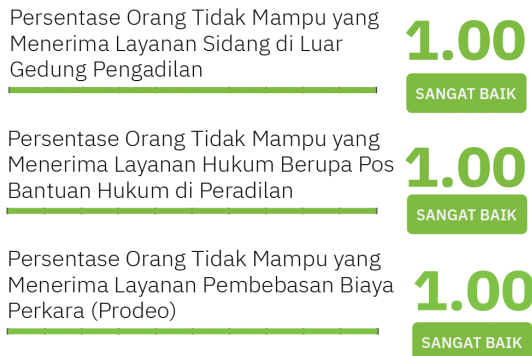 Persentase Orang Tidak Mampu yang
Menerima Layanan Sidang di Luar
Gedung Pengadilan
1.00
SANGAT BAIK
Persentase Orang Tidak Mampu yang
Menerima Layanan Hukum Berupa Pos
Bantuan Hukum di Peradilan
1.00
SANGAT BAIK
Persentase Orang Tidak Mampu yang
Menerima Layanan Pembebasan Biaya
Perkara (Prodeo)
1.00
SANGAT BAIK